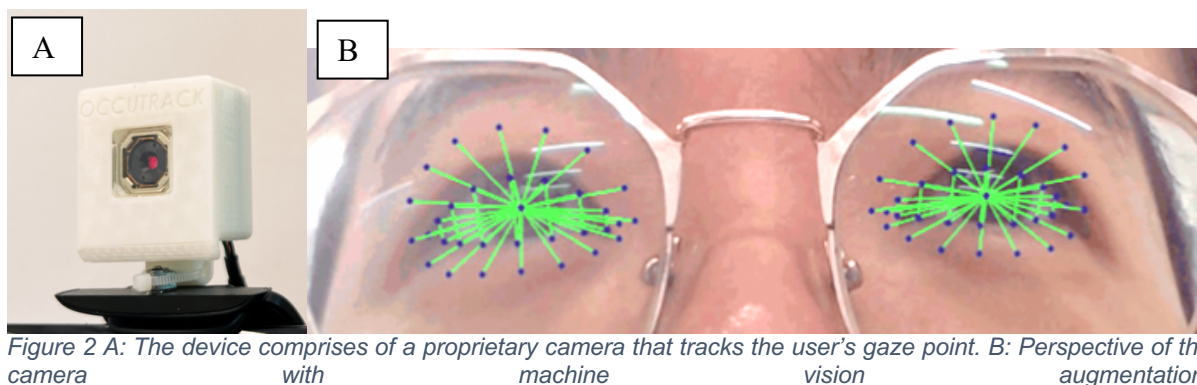 A
B
OCCUTRACK
Figure 2 A: The device comprises of a proprietary camera that tracks the user's gaze point. B: Perspective of th
camera with machine vision augmentation